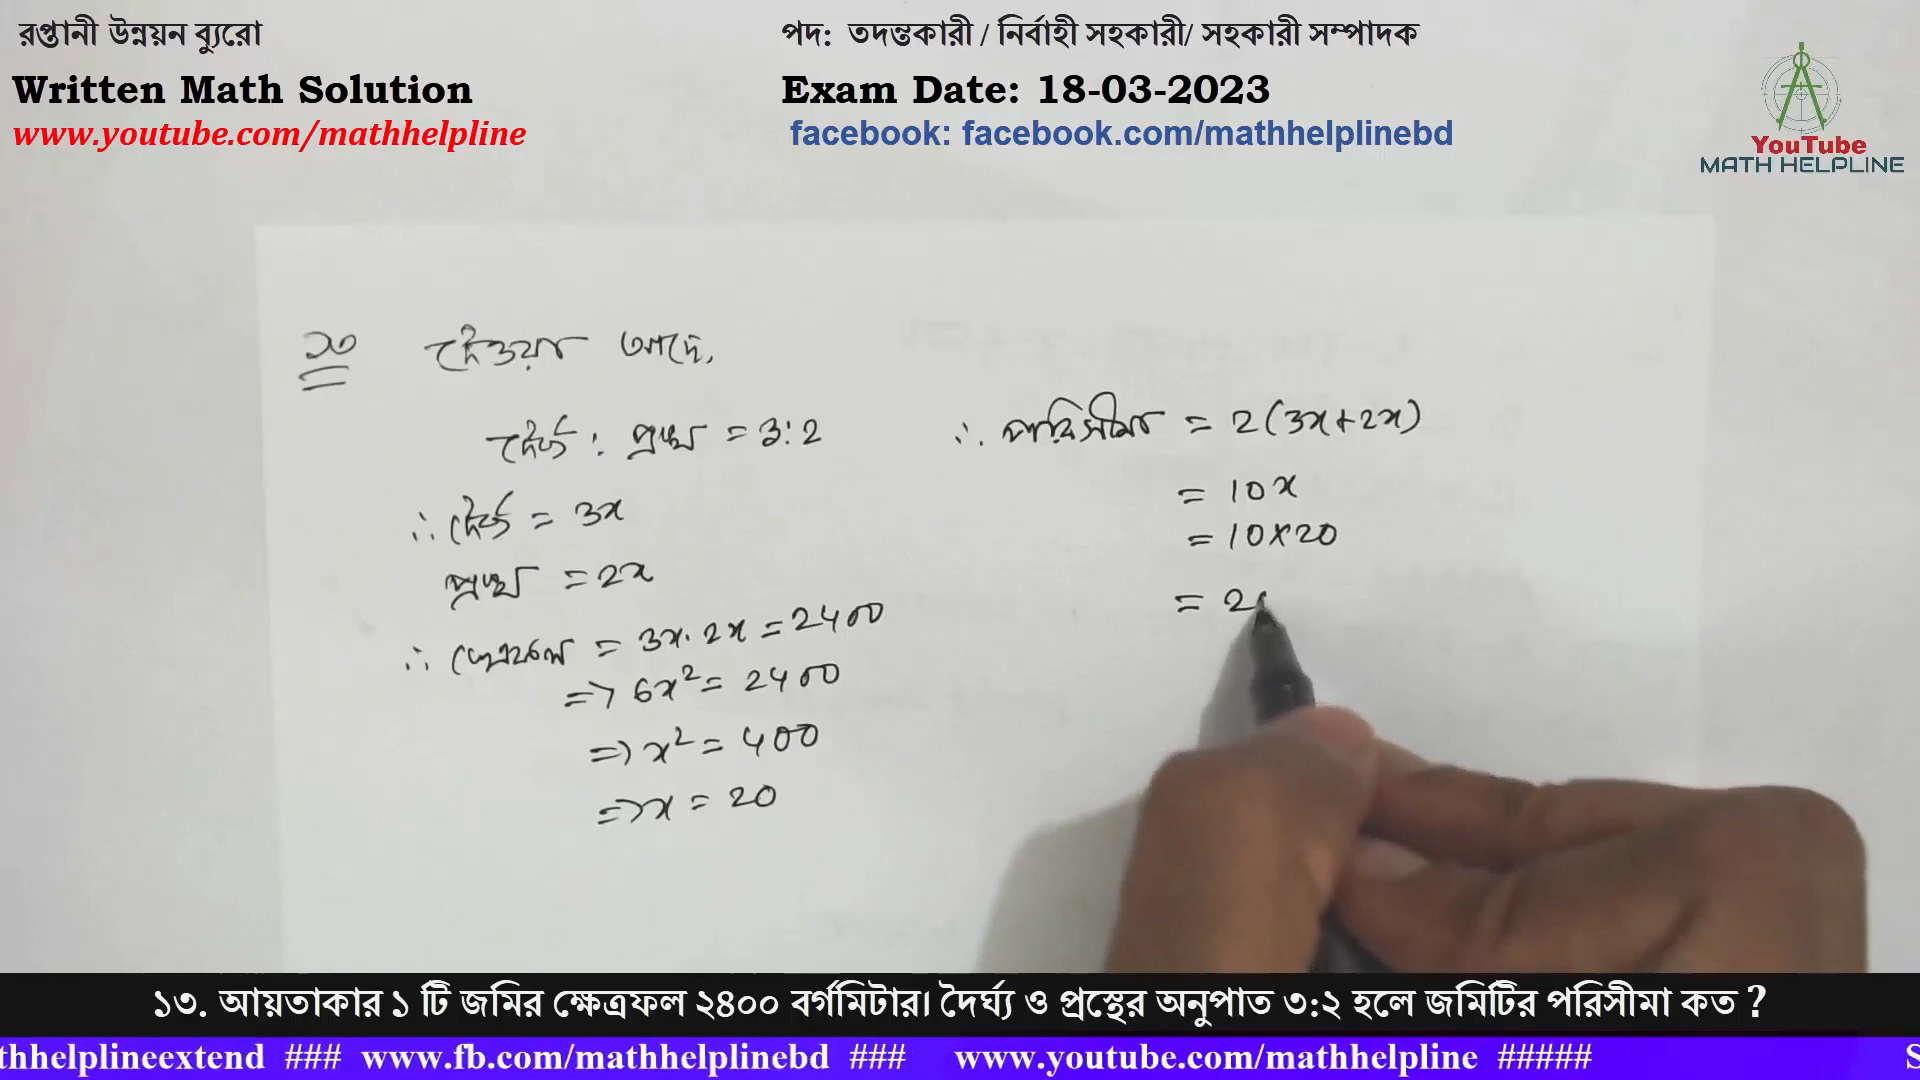 রপ্তানী উন্নয়ন ব্যুরো
পদ: তদন্তকারী / নির্বাহী সহকারী/ সহকারী সম্পাদক
Written Math Solution
Exam Date: 18-03-2023
www.youtube.com/mathhelpline
facebook: facebook.com/mathhelplinebd
YouTube
MATH HELPLINE
১৩ দেওয়া আছে,
দৈর্ঘ্য : প্রস্থ = 3:2
∴ দৈর্ঘ্য = 3x
প্রস্থ = 2x
∴ ক্ষেত্রফল = 3x. 2x = 2400
=> 6x² = 2400
=> x² = 400
=> x = 20
∴ পরিসীমা = 2(3x+2x)
= 10x
= 10×20
= 2
১৩. আয়তাকার ১ টি জমির ক্ষেত্রফল ২৪০০ বর্গমিটার। দৈর্ঘ্য ও প্রস্থের অনুপাত ৩:২ হলে জমিটির পরিসীমা কত ?
thhelplineextend ### www.fb.com/mathhelplinebd ### www.youtube.com/mathhelpline ##### S